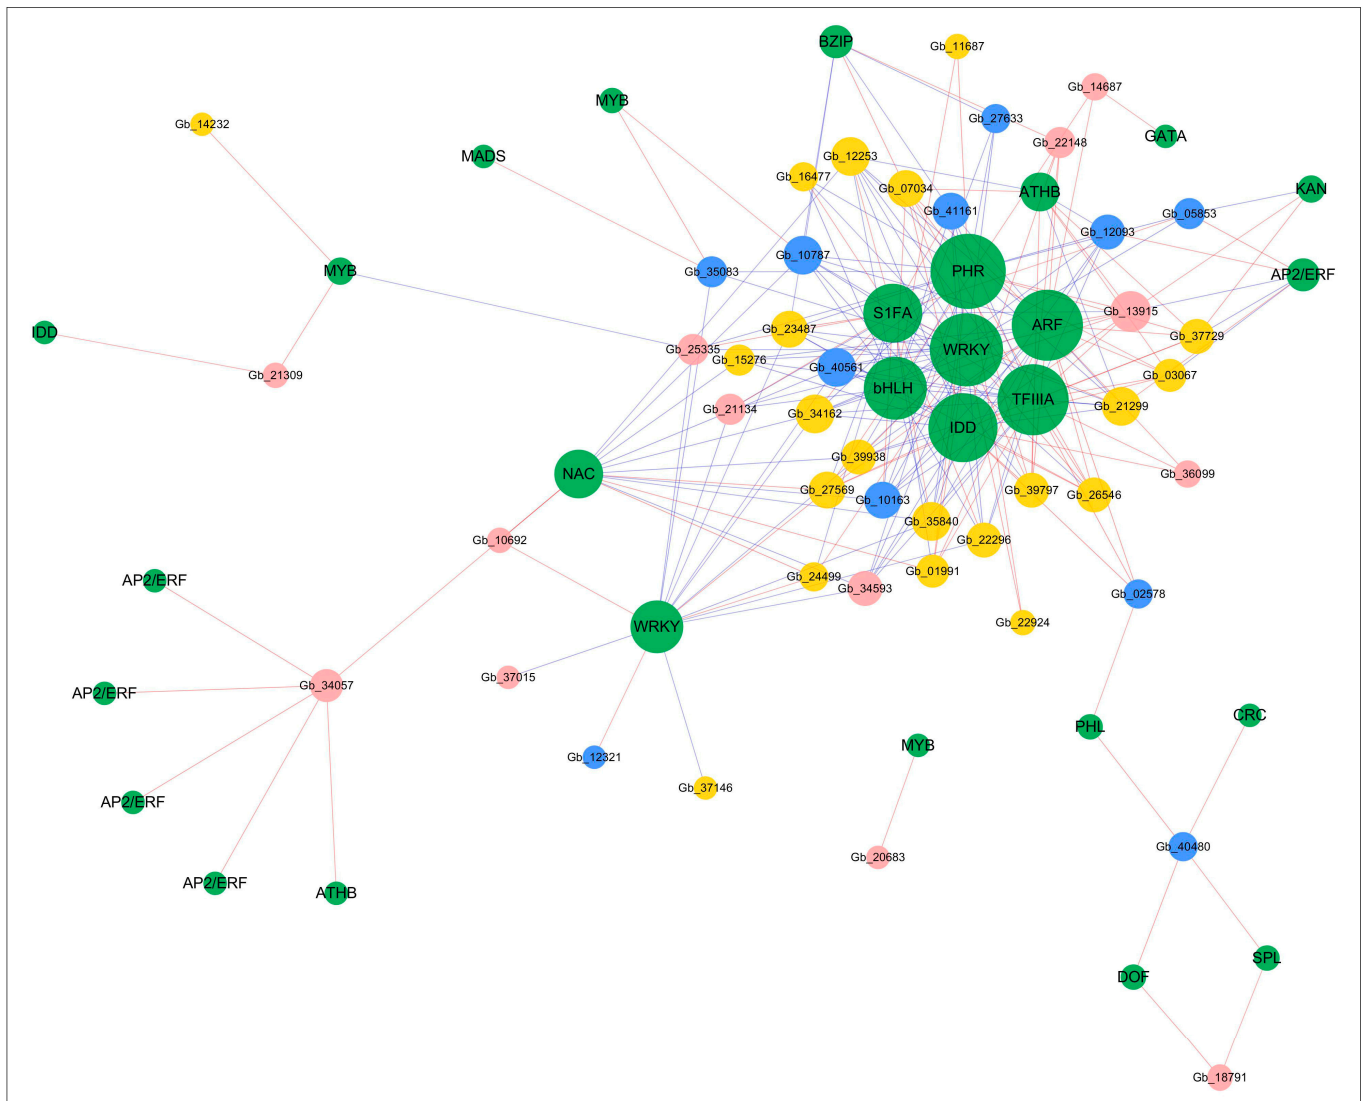 BZIP
Gb_11687
Gb_14687
MYB
Gb_14232
Gb_27633
GATA
Gb_22148
MADS
Gb_12253
Gb_16477
Gb_07034
ATHB
KAN
Gb_41161
Gb_05853
Gb_12093
MYB
Gb_10787
Gb_35083
PHR
AP2/ERF
S1FA
Gb_13915
ARF
IDD
Gb_23487
Gb_37729
Gb_25335
WRKY
Gb_15276
Gb_40561
Gb_21309
Gb_03067
bHLH
TFIIIA
Gb_21134
Gb_34162
Gb_21299
IDD
Gb_39938
NAC
Gb_36099
Gb_27569
Gb_39797
Gb_26546
Gb_10163
Gb_35840
Gb_10692
Gb_22296
Gb_01991
AP2/ERF
Gb_24499
Gb_34593
Gb_02578
WRKY
Gb_22924
Gb_37015
Gb_34057
AP2/ERF
CRC
PHL
MYB
Gb_12321
Gb_37146
AP2/ERF
Gb_40480
Gb_20683
AP2/ERF
ATHB
SPL
DOF
Gb_18791